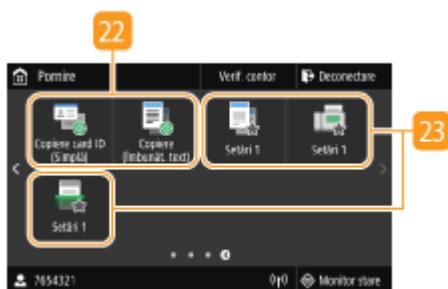 22
Pornire
Verif. contor
Deconectare
Copiere card ID
(Simplă)
Copiere
(îmbunăt. text)
Setări 1
Setări 1
23
Setări 1
7654321
Monitor stare